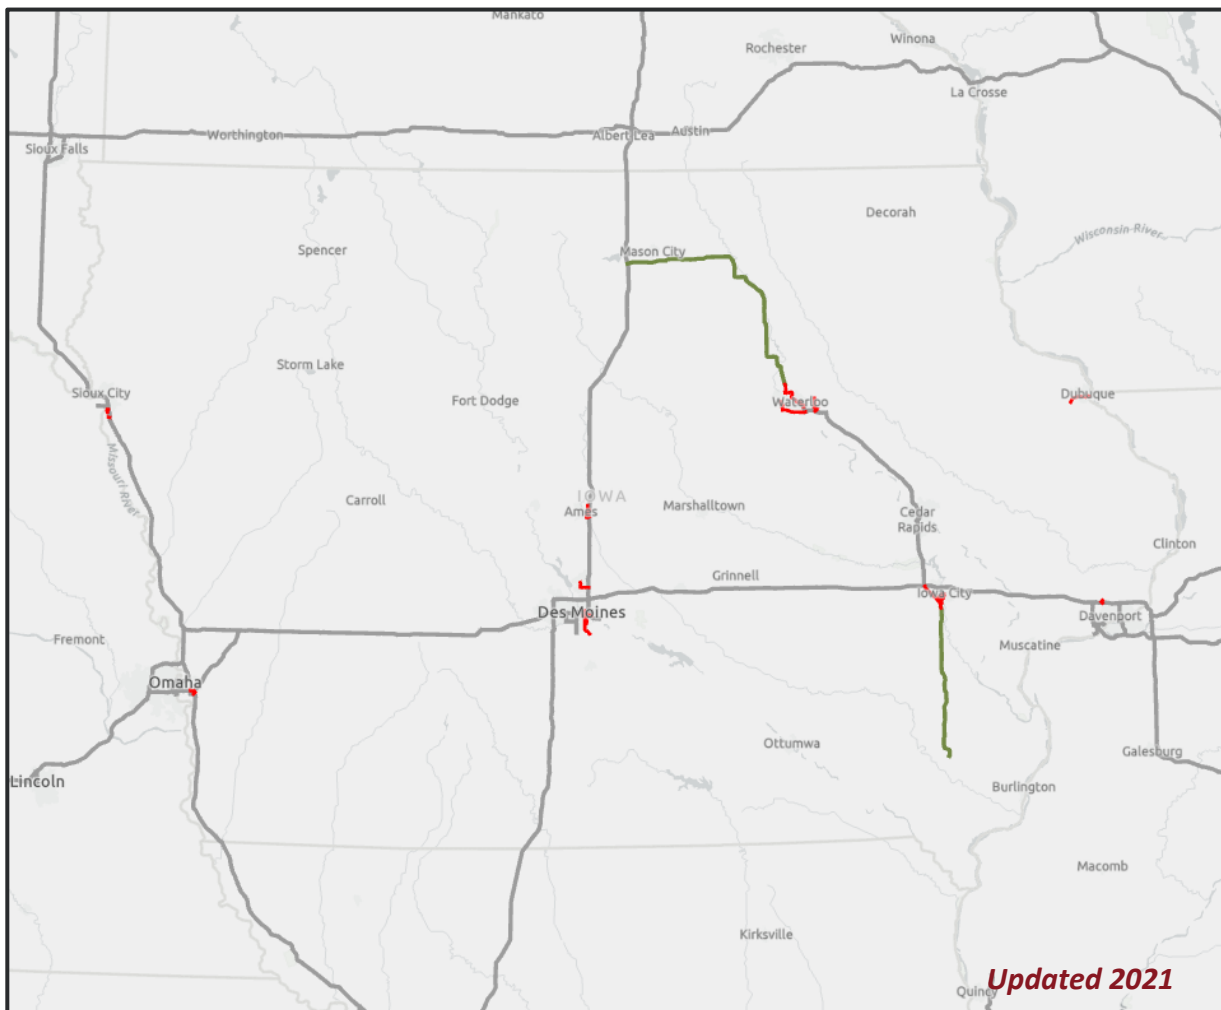 Mankato
Winona
Rochester
La Crosse
Worthington
Albert Lea
Austin
Sioux Falls
Decorah
Wisconsin River
Spencer
Mason City
Storm Lake
Sioux City
Fort Dodge
Waterloo
Dubuque
Missouri River
Carroll
IOWA
Ames
Marshalltown
Cedar
Rapids
Clinton
Grinnell
Iowa City
Des Moines
Davenport
Fremont
Muscatine
Omaha
Ottumwa
Galesburg
Lincoln
Burlington
Macomb
Kirksville
Quincy
Updated 2021